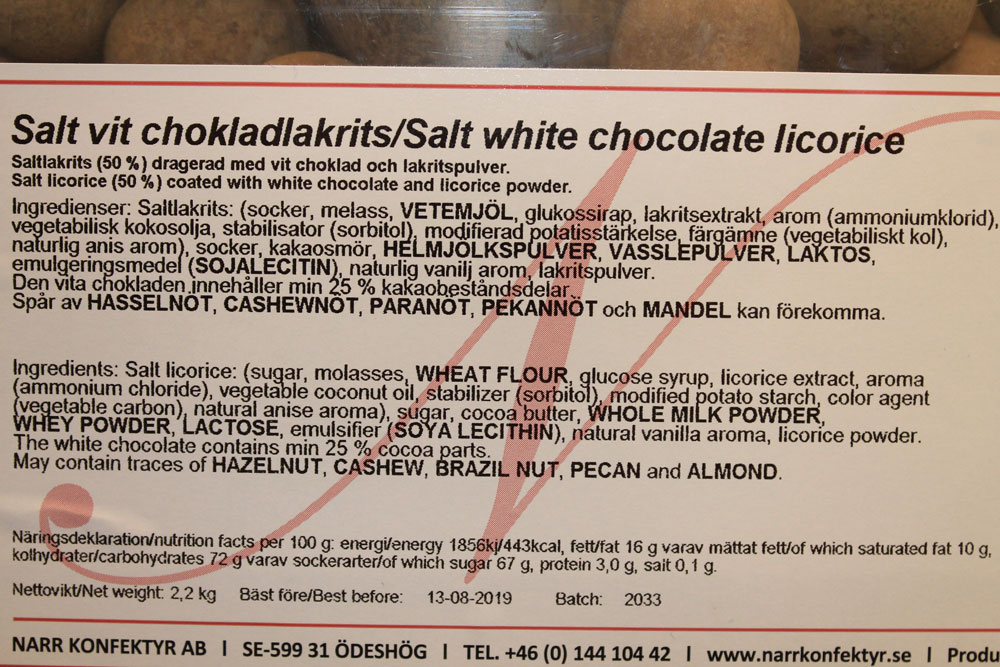 Salt vit chokladlakrits/Salt white chocolate licorice
Saltlakrits (50 %) dragerad med vit choklad och lakritspulver.
Salt licorice (50 %) coated with white chocolate and licorice powder.
Ingredienser: Saltlakrits: (socker, melass, VETEMJÖL, glukossirap, lakritsextrakt, arom (ammoniumklorid),
vegetabilisk kokosolja, stabilisator (sorbitol), modifierad potatisstärkelse, färgämne (vegetabiliskt kol),
naturlig anis arom), socker, kakaosmör, HELMJÖLKSPULVER, VASSLEPULVER, LAKTOS,
emulgeringsmedel (SOJALECITIN), naturlig vanilj arom, lakritspulver.
Den vita chokladen innehåller min 25 % kakaobeståndsdelar.
Spår av HASSELNÖT, CASHEWNÖT, PARANÖT, PEKANNÖT och MANDEL kan förekomma.
Ingredients: Salt licorice: (sugar, molasses, WHEAT FLOUR, glucose syrup, licorice extract, aroma
(ammonium chloride), vegetable coconut oil, stabilizer (sorbitol), modified potato starch, color agent
(vegetable carbon), natural anise aroma), sugar, cocoa butter, WHOLE MILK POWDER,
WHEY POWDER, LACTOSE, emulsifier (SOYA LECITHIN), natural vanilla aroma, licorice powder.
The white chocolate contains min 25 % cocoa parts.
May contain traces of HAZELNUT, CASHEW, BRAZIL NUT, PECAN and ALMOND.
Näringsdeklaration/nutrition facts per 100 g: energi/energy 1856kj/443kcal, fett/fat 16 g varav mättat fett/of which saturated fat 10 g,
kolhydrater/carbohydrates 72 g varav sockerarter/of which sugar 67 g, protein 3,0 g, salt 0,1 g.
Nettovikt/Net weight: 2,2 kg Bäst före/Best before: 13-08-2019 Batch: 2033
NARR KONFEKTYR AB I SE-599 31 ÖDESHÖG I TEL. +46 (0) 144 104 42 I www.narrkonfektyr.se I Produ